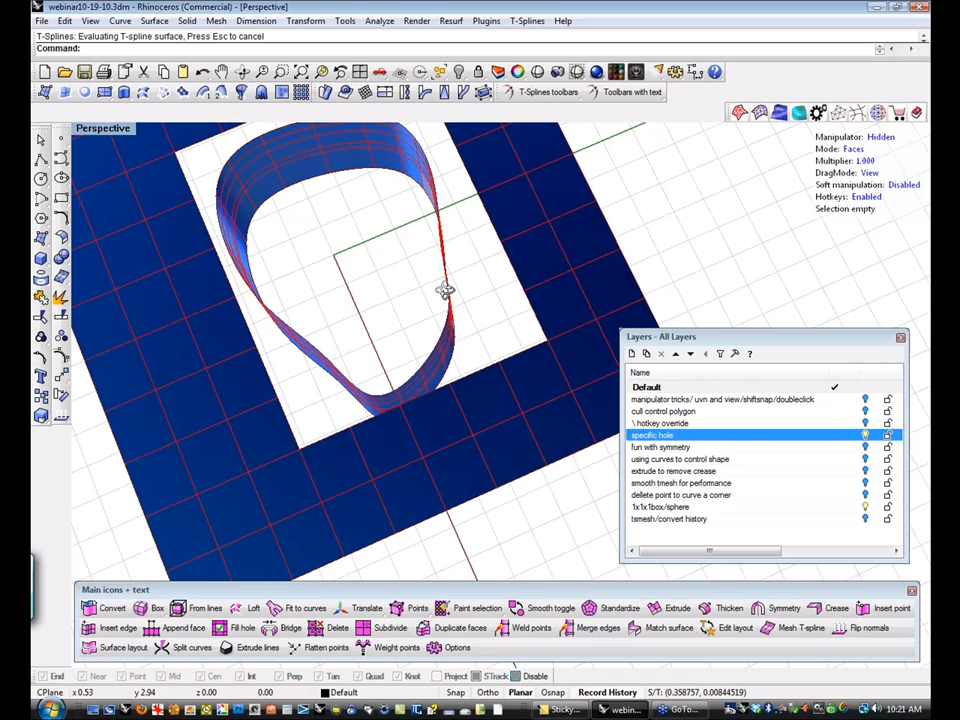 webinar10-19-10.3dm - Rhinoceros (Commercial) - [Perspective]
File Edit View Curve Surface Solid Mesh Dimension Transform Tools Analyze Render Resurf Plugins T-Splines Help
T-Splines: Evaluating T-spline surface, Press Esc to cancel
Command:
T-Splines toolbars Toolbars with text
Perspective
Manipulator: Hidden
Mode: Faces
Multiplier: 1.000
DragMode: View
Soft manipulation: Disabled
Hotkeys: Enabled
Selection empty
Layers - All Layers
Name
Default
manipulator tricks/ uvn and view/shiftsnap/doubleclick
cull control polygon
\hotkey override
specific hole
fun with symmetry
using curves to control shape
extrude to remove crease
smooth tmesh for performance
dellete point to curve a corner
1x1x1box/sphere
tsmesh/convert history
Main icons + text
Convert Box From lines Loft Fit to curves Translate Points Paint selection Smooth toggle Standardize Extrude Thicken Symmetry Crease Insert point
Insert edge Append face Fill hole Bridge Delete Subdivide Duplicate faces Weld points Merge edges Match surface Edit layout Mesh T-spline Flip normals
Surface layout Split curves Extrude lines Flatten points Weight points Options
End Near Point Mid Cen Int Perp Tan Quad Knot Project STrack Disable
CPlane x 0.53 y 2.94 z 0.00 0.00 Default Snap Ortho Planar Osnap Record History S/T: (0.358757, 0.00844519)
Sticky... webin... GoTo... 10:21 AM